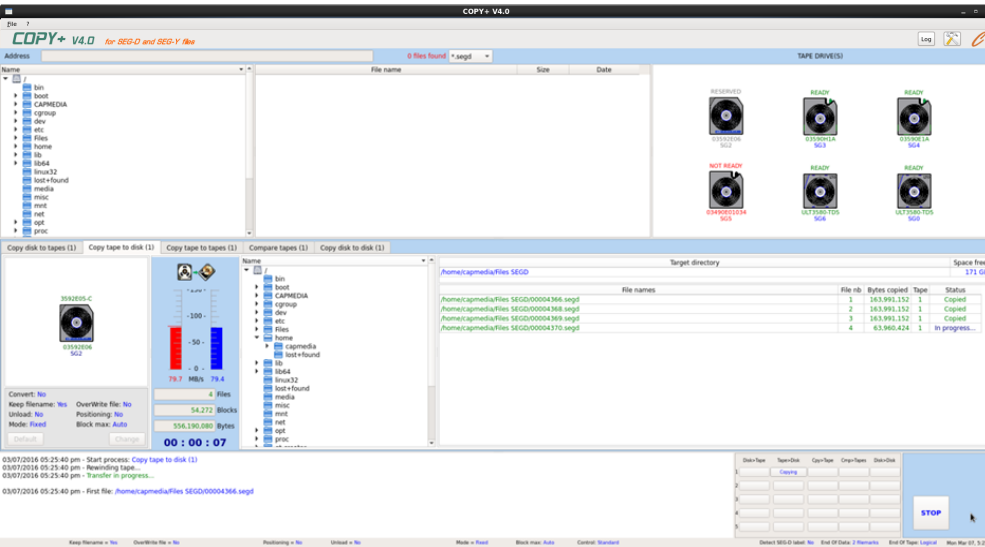 COPY+ V4.0
File ?
COPY+ V4.0 for SEG-D and SEG-Y files
Log
Address
0 files found *.segd
TAPE DRIVE(S)
Name
File name Size Date
/
bin
boot
CAPMEDIA
cgroup
dev
etc
Files
home
lib
lib64
linux32
lost+found
media
misc
mnt
net
opt
proc
RESERVED
03592E06
SG2
READY
03590H1A
SG3
READY
03590E1A
SG4
NOT READY
03490E01034
SG5
READY
ULT3580-TD5
SG6
READY
ULT3580-TD5
SG0
Copy disk to tapes (1) Copy tape to disk (1) Copy tape to tapes (1) Compare tapes (1) Copy disk to disk (1)
3592E05-C
03592E06
SG2
Convert: No
Keep filename: Yes OverWrite file: No
Unload: No Positioning: No
Mode: Fixed Block max: Auto
Default Change
-100-
- 50 -
- 0 -
79.7 MB/s 79.4
4 Files
54,272 Blocks
556,190,080 Bytes
00 : 00 : 07
Name
/
bin
boot
CAPMEDIA
cgroup
dev
etc
Files
home
capmedia
lost+found
lib
lib64
linux32
lost+found
media
misc
mnt
net
opt
proc
Target directory Space free
/home/capmedia/Files SEGD 171 G
File names File nb Bytes copied Tape Status
/home/capmedia/Files SEGD/00004366.segd 1 163,991,152 1 Copied
/home/capmedia/Files SEGD/00004368.segd 2 163,991,152 1 Copied
/home/capmedia/Files SEGD/00004369.segd 3 163,991,152 1 Copied
/home/capmedia/Files SEGD/00004370.segd 4 63,960,424 1 In progress...
03/07/2016 05:25:40 pm - Start process: Copy tape to disk (1)
03/07/2016 05:25:40 pm - Rewinding tape...
03/07/2016 05:25:40 pm - Transfer in progress...
03/07/2016 05:25:40 pm - First file: /home/capmedia/Files SEGD/00004366.segd
Disk>Tape Tape>Disk Cpy>Tape Cmp>Tapes Disk>Disk
1 Copying
2
3
4
5
STOP
Keep filename = Yes OverWrite file = No Positioning = No Unload = No Mode = Fixed Block max: Auto Control: Standard Detect SEG-D label: No End Of Data: 2 filemarks End Of Tape: Logical Mon Mar 07, 5:2